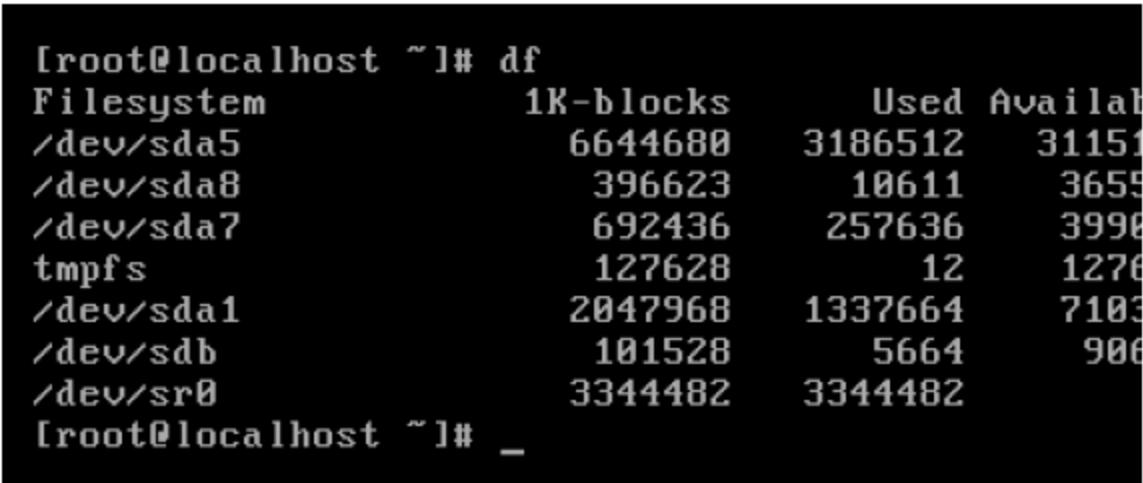 [root@localhost ~]# df
Filesystem 1K-blocks Used Availab
/dev/sda5 6644680 3186512 31151
/dev/sda8 396623 10611 3655
/dev/sda7 692436 257636 3990
tmpfs 127628 12 1276
/dev/sda1 2047968 1337664 7103
/dev/sdb 101528 5664 906
/dev/sr0 3344482 3344482
[root@localhost ~]# _